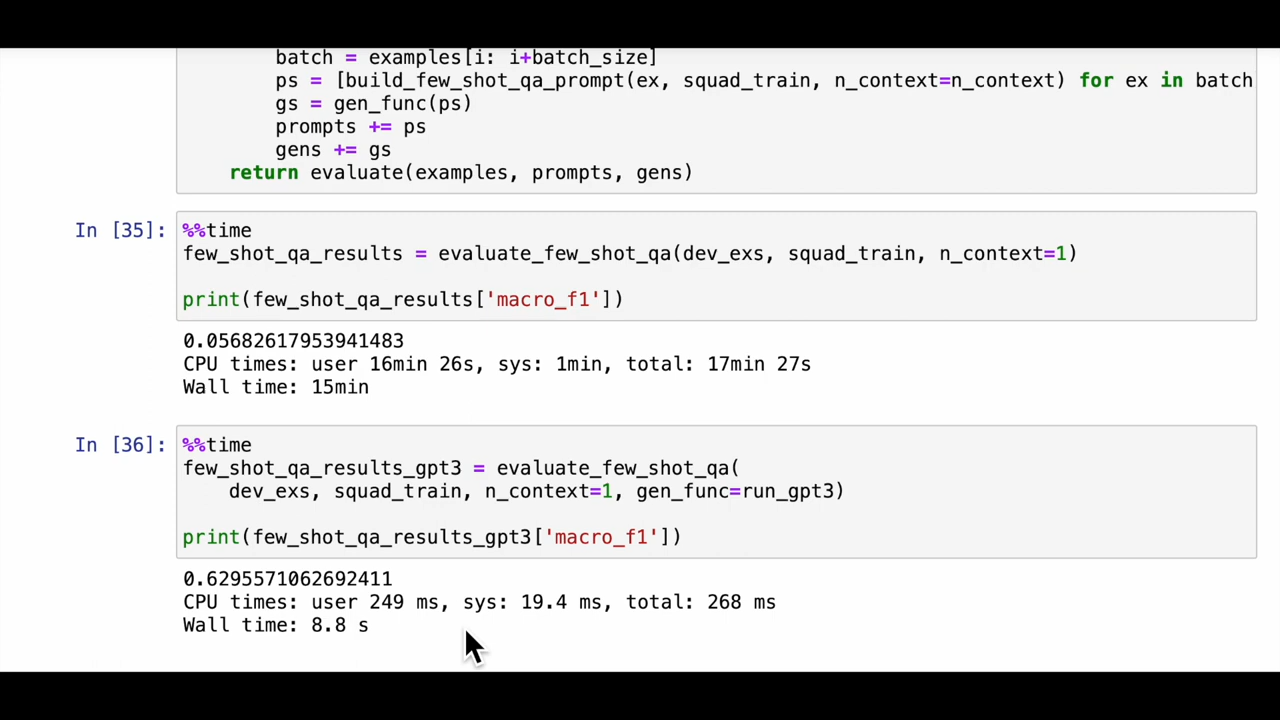 batch = examples[i: i+batch_size]
ps = [build_few_shot_qa_prompt(ex, squad_train, n_context=n_context) for ex in batch
gs = gen_func(ps)
prompts += ps
gens += gs
return evaluate(examples, prompts, gens)
In [35]:
%%time
few_shot_qa_results = evaluate_few_shot_qa(dev_exs, squad_train, n_context=1)
print(few_shot_qa_results['macro_f1'])
0.05682617953941483
CPU times: user 16min 26s, sys: 1min, total: 17min 27s
Wall time: 15min
In [36]:
%%time
few_shot_qa_results_gpt3 = evaluate_few_shot_qa(
dev_exs, squad_train, n_context=1, gen_func=run_gpt3)
print(few_shot_qa_results_gpt3['macro_f1'])
0.6295571062692411
CPU times: user 249 ms, sys: 19.4 ms, total: 268 ms
Wall time: 8.8 s